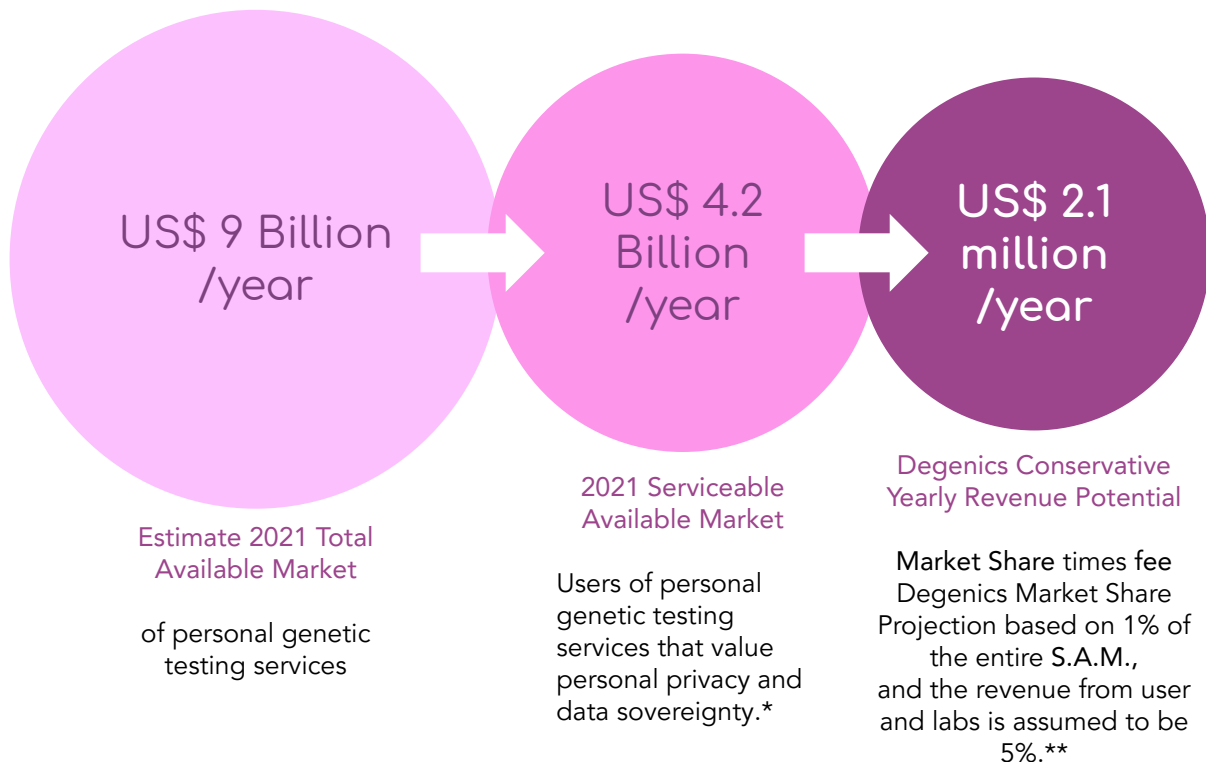 US$ 9 Billion
/year
US$ 4.2
Billion
/year
US$ 2.1
million
/year
Estimate 2021 Total
Available Market
of personal genetic
testing services
2021 Serviceable
Available Market
Users of personal
genetic testing
services that value
personal privacy and
data sovereignty.*
Degenics Conservative
Yearly Revenue Potential
Market Share times fee
Degenics Market Share
Projection based on 1% of
the entire S.A.M.,
and the revenue from user
and labs is assumed to be
5%.**